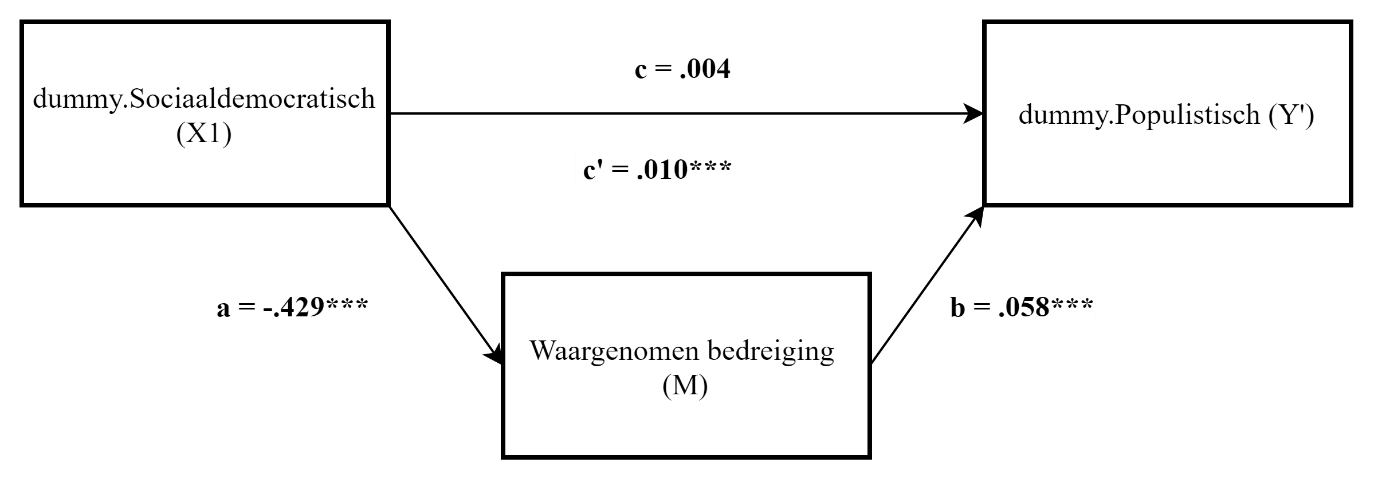 dummy.Sociaaldemocratisch
(X1)
c = .004
c' = .010***
dummy.Populistisch (Y')
a = -.429***
Waargenomen bedreiging
(M)
b = .058***